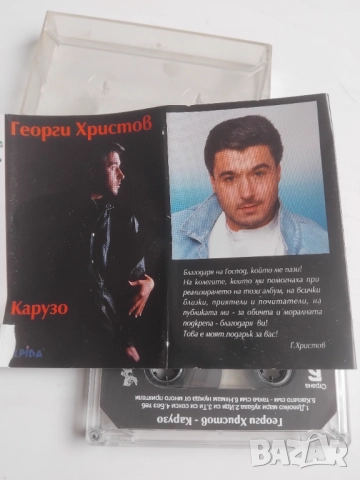 Георги Христов
Карузо
Благодаря на Господ, който ме пази!
На колегите, които ми помогнаха при
реализирането на този албум, на всички
близки, приятели и почитатели, на
публиката ми - за обичта и моралната
подкрепа - благодаря ви!
Това е моят подарък за вас!
Г.Христов
Страна
Георги Христов - Карузо
bazar